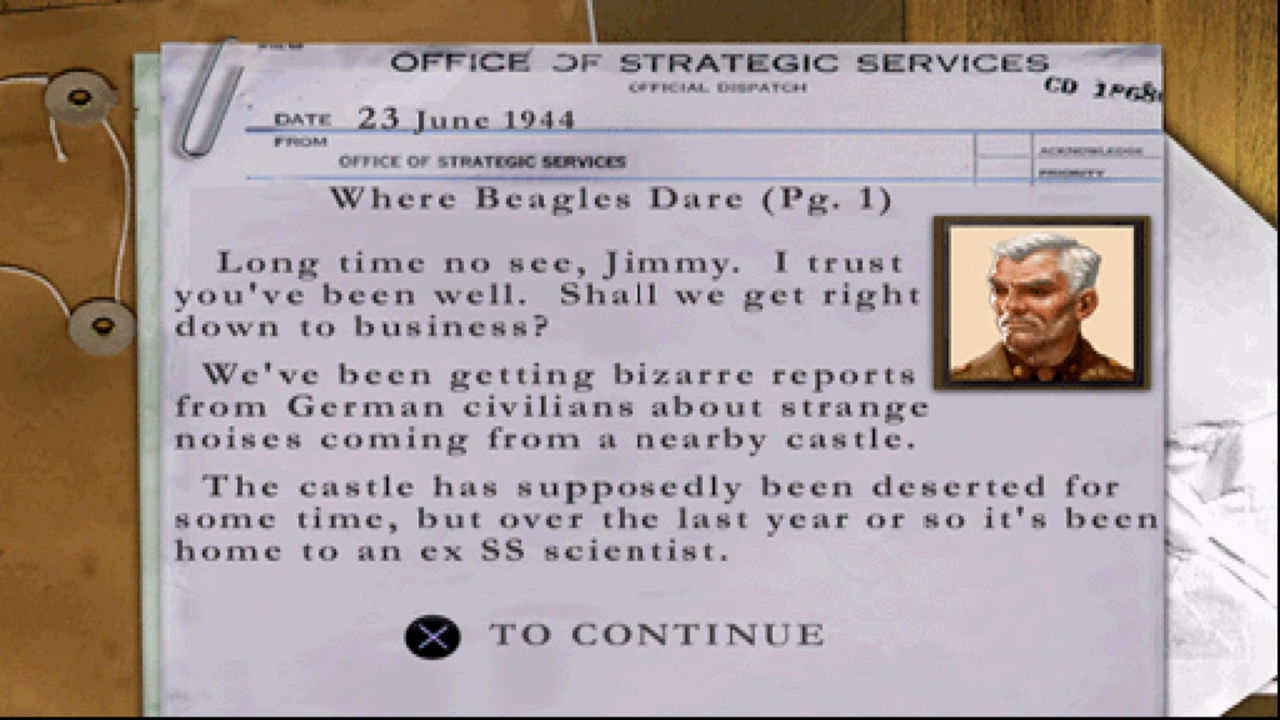 OFFICE OF STRATEGIC SERVICES
OFFICIAL DISPATCH
DATE 23 June 1944
FROM
OFFICE OF STRATEGIC SERVICES
ACKNOWLEDGE
PRIORITY
Where Beagles Dare (Pg. 1)
Long time no see, Jimmy. I trust
you've been well. Shall we get right
down to business?
We've been getting bizarre reports
from German civilians about strange
noises coming from a nearby castle.
The castle has supposedly been deserted for
some time, but over the last year or so it's been
home to an ex SS scientist.
TO CONTINUE